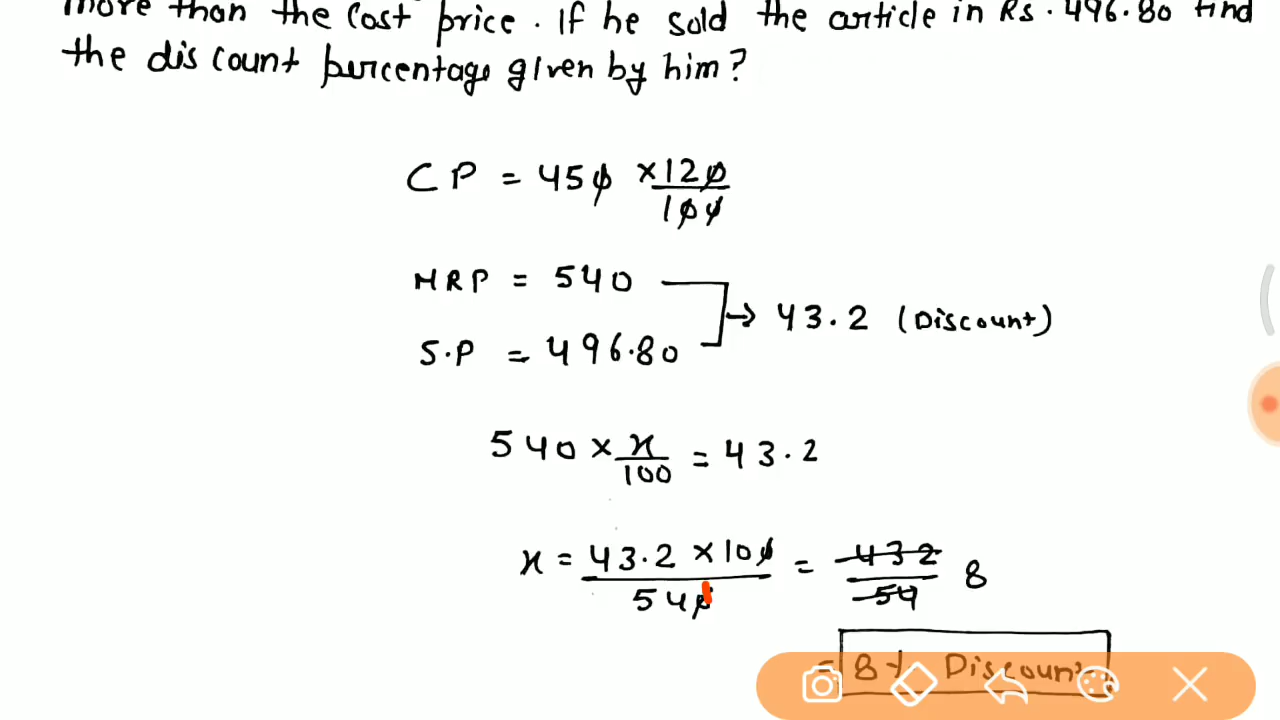 more than the Cost price. If he sold the article in Rs. 496.80 find
the discount percentage given by him?
CP = 450 × 120/100
MRP = 540
→ 43.2 (Discount)
S.P = 496.80
540 × x/100 = 43.2
x = 43.2 × 100/540 = 432/54 8
= 8% Discount